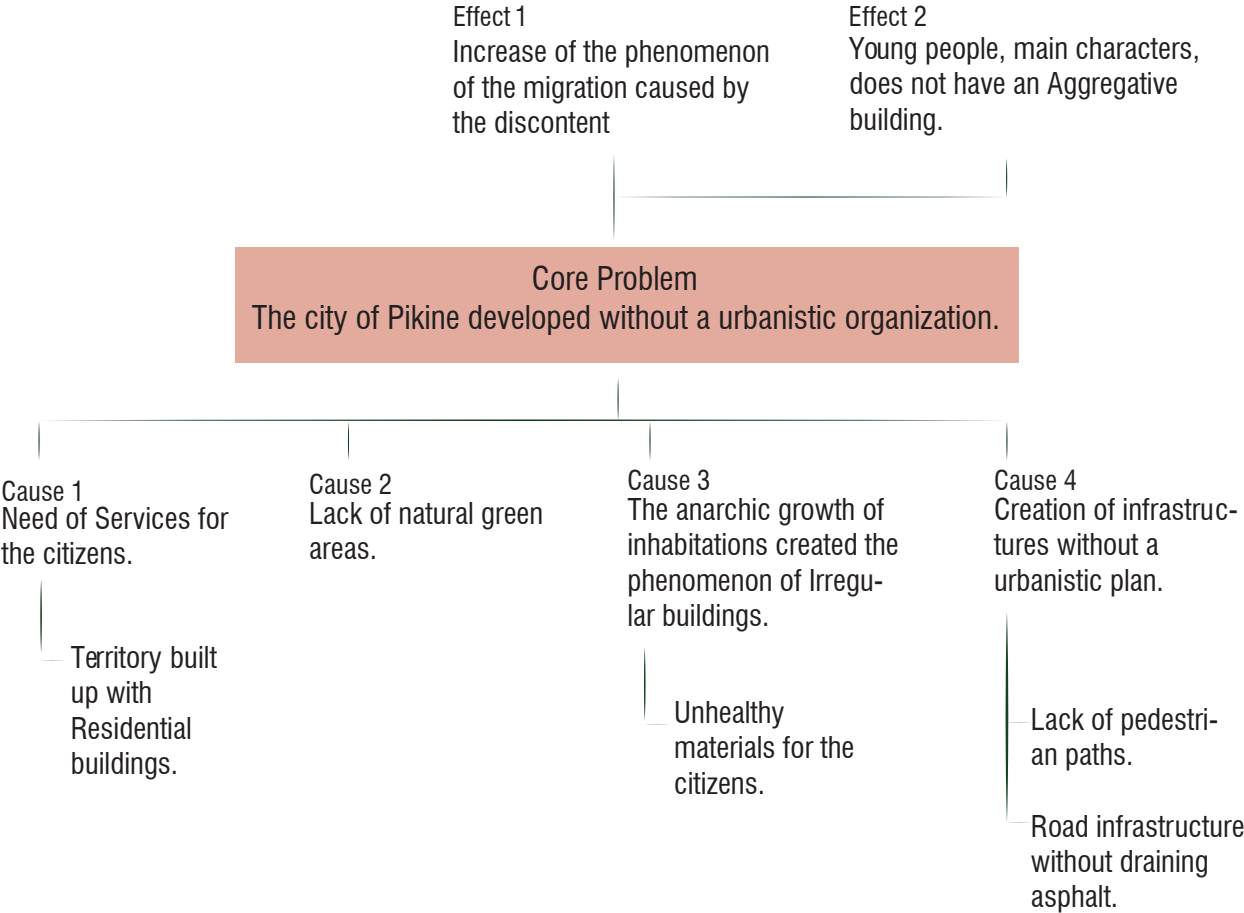 Effect 1
Increase of the phenomenon
of the migration caused by
the discontent
Effect 2
Young people, main characters,
does not have an Aggregative
building.
Core Problem
The city of Pikine developed without a urbanistic organization.
Cause 1
Need of Services for
the citizens.
Territory built
up with
Residential
buildings.
Cause 2
Lack of natural green
areas.
Cause 3
The anarchic growth of
inhabitations created the
phenomenon of Irregu-
lar buildings.
Unhealthy
materials for the
citizens.
Cause 4
Creation of infrastruc-
tures without a
urbanistic plan.
Lack of pedestri-
an paths.
Road infrastructure
without draining
asphalt.